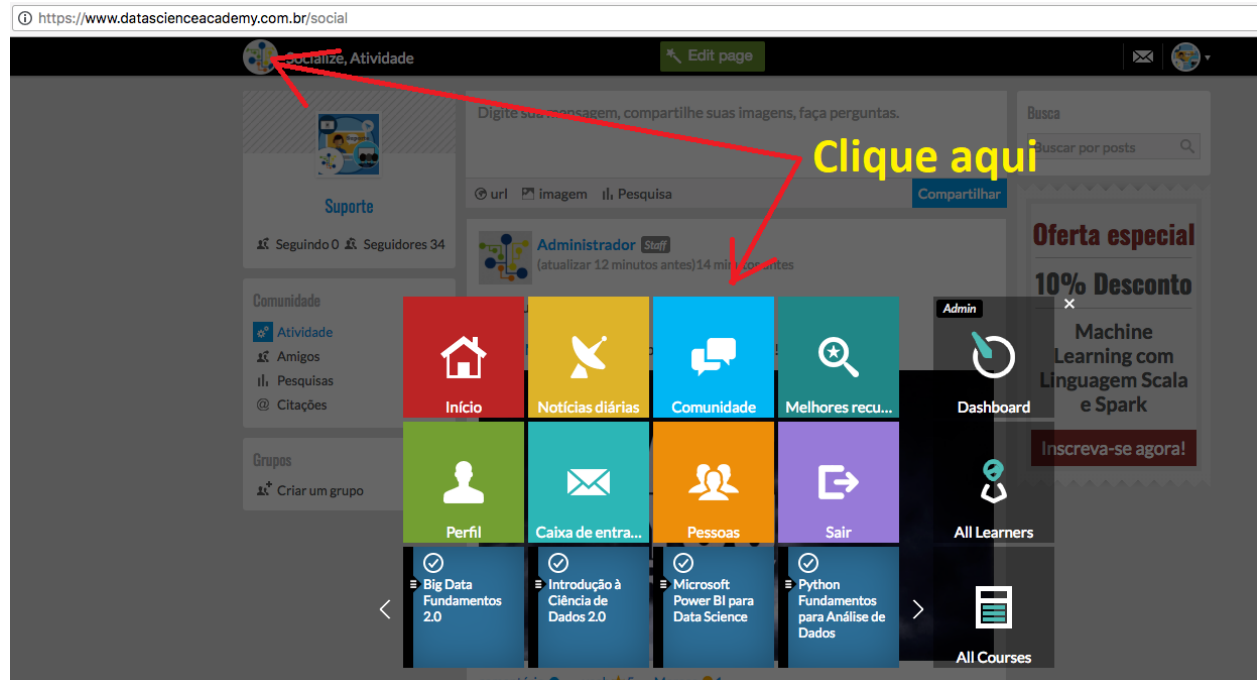 https://www.datascienceacademy.com.br/social
Socialize, Atividade
Edit page
Digite sua mensagem, compartilhe suas imagens, faça perguntas.
Clique aqui
url imagem Pesquisa
Compartilhar
Suporte
Seguindo 0 Seguidores 34
Administrador Staff
(atualizar 12 minutos antes)14 minutos antes
Comunidade
Atividade
Amigos
Pesquisas
@ Citações
Grupos
Criar um grupo
Busca
Buscar por posts
Oferta especial
10% Desconto
Machine
Learning com
Linguagem Scala
e Spark
Inscreva-se agora!
Início
Notícias diárias
Comunidade
Melhores recu...
Admin
Dashboard
Perfil
Caixa de entra...
Pessoas
Sair
All Learners
Big Data
Fundamentos
2.0
Introdução à
Ciência de
Dados 2.0
Microsoft
Power BI para
Data Science
Python
Fundamentos
para Análise de
Dados
All Courses